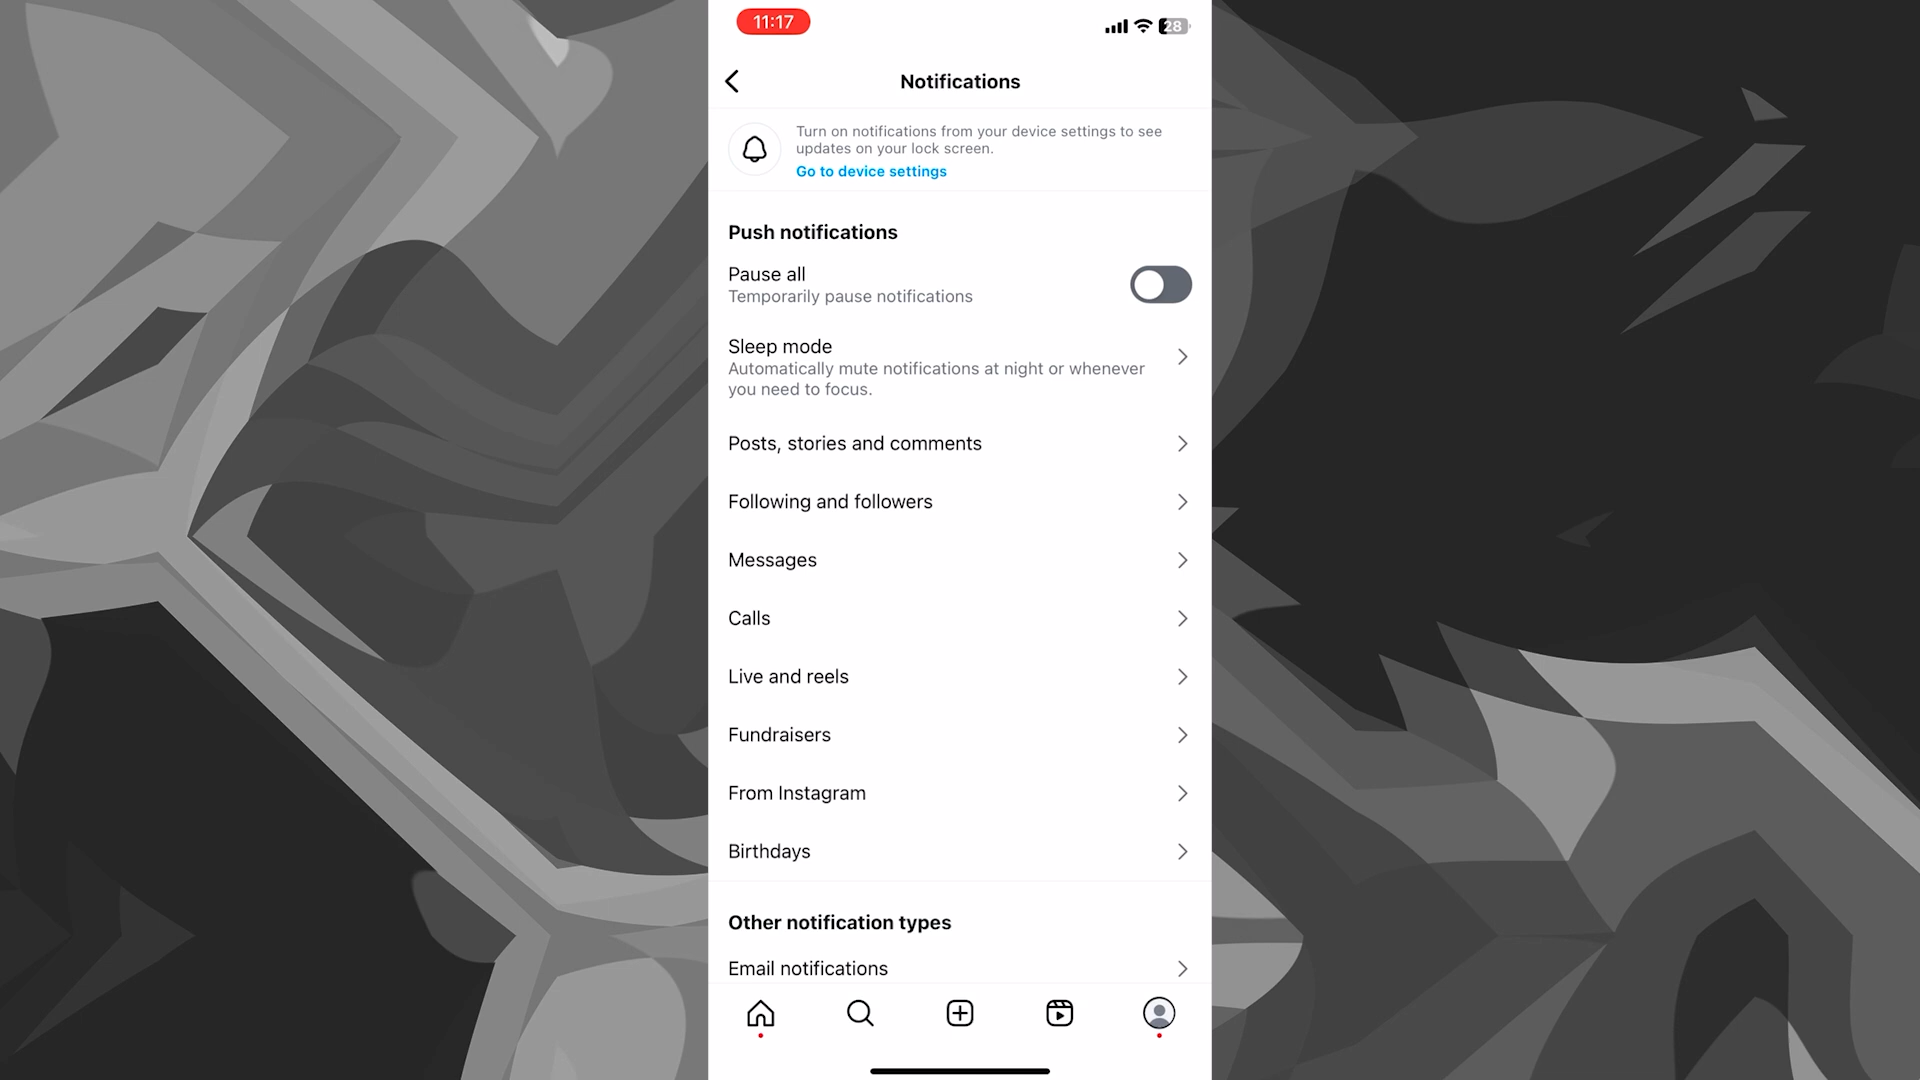 11:17
28
Notifications
Turn on notifications from your device settings to see
updates on your lock screen.
Go to device settings
Push notifications
Pause all
Temporarily pause notifications
Sleep mode
Automatically mute notifications at night or whenever
you need to focus.
Posts, stories and comments
Following and followers
Messages
Calls
Live and reels
Fundraisers
From Instagram
Birthdays
Other notification types
Email notifications